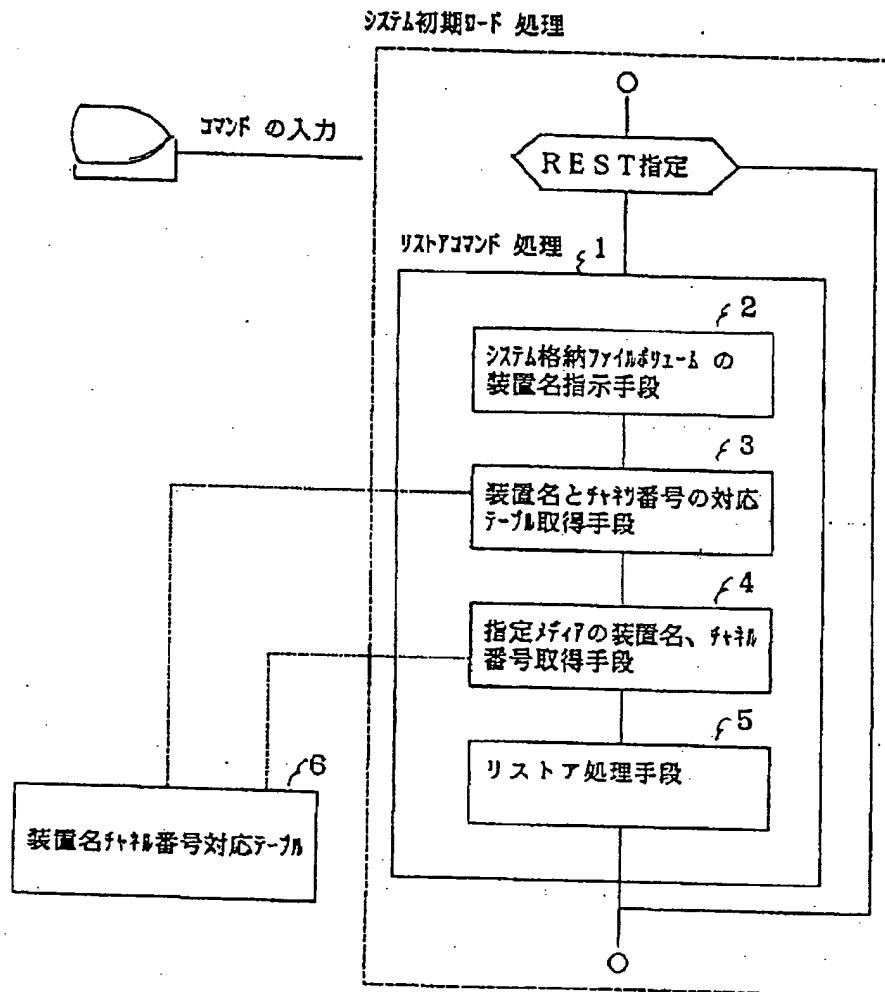 システム初期ロード 処理
コマンド の入力
REST指定
リストアコマンド 処理
1
2
システム格納ファイルボリューム の
装置名指示手段
3
装置名とチャネル番号の対応
テーブル取得手段
4
指定メディアの装置名、チャネル
番号取得手段
5
リストア処理手段
6
装置名チャネル番号対応テーブル